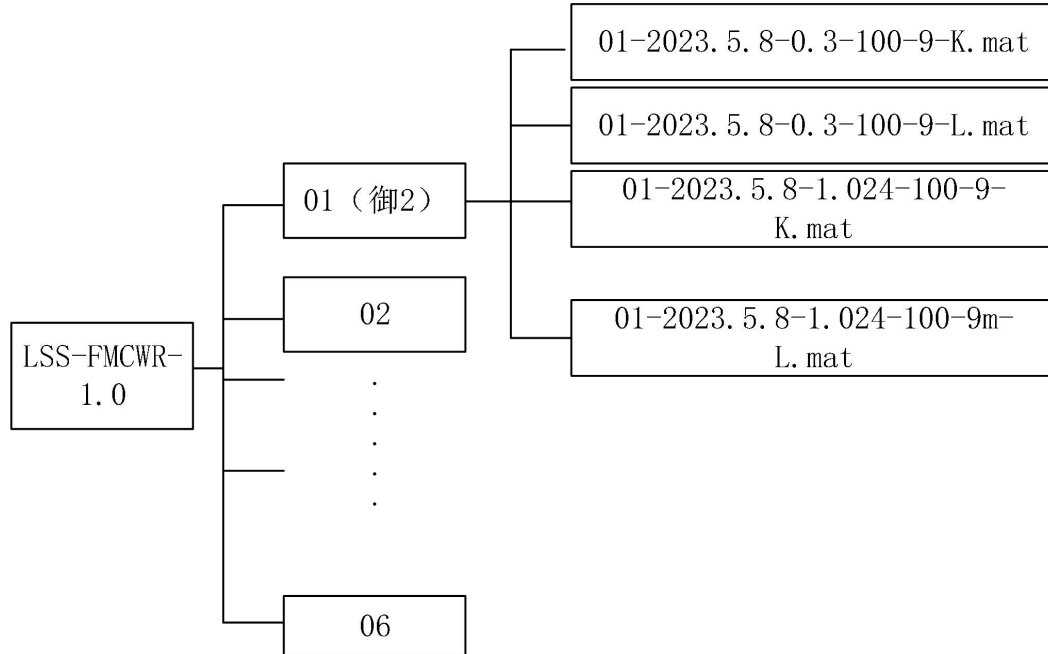 LSS-FMCWR-
1.0
01（御2）
02
06
01-2023.5.8-0.3-100-9-K.mat
01-2023.5.8-0.3-100-9-L.mat
01-2023.5.8-1.024-100-9-
K.mat
01-2023.5.8-1.024-100-9m-
L.mat